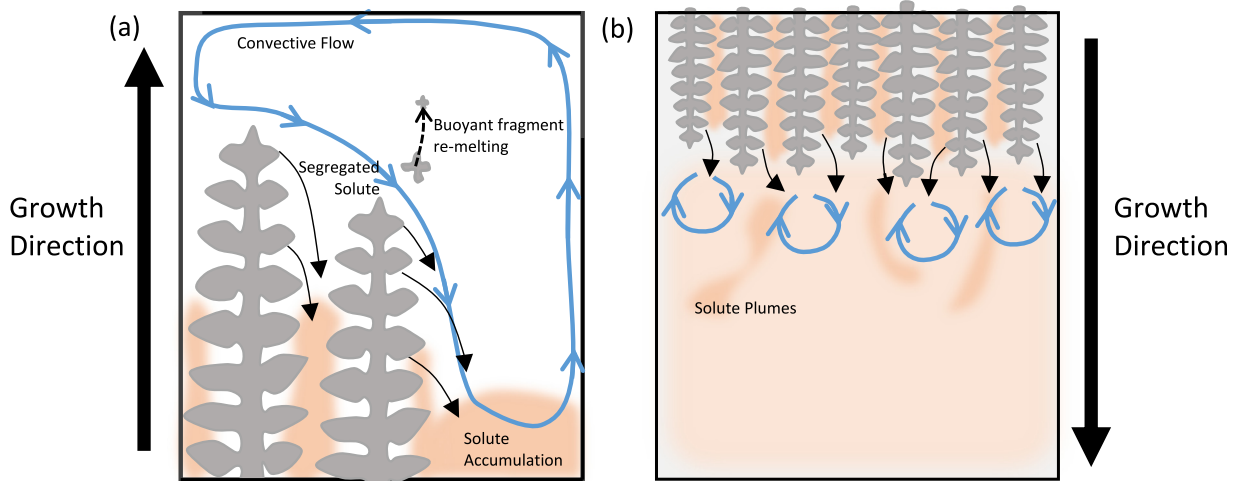 (a)
Growth
Direction
Convective Flow
Buoyant fragment
re-melting
Segregated
Solute
Solute
Accumulation
(b)
Solute Plumes
Growth
Direction